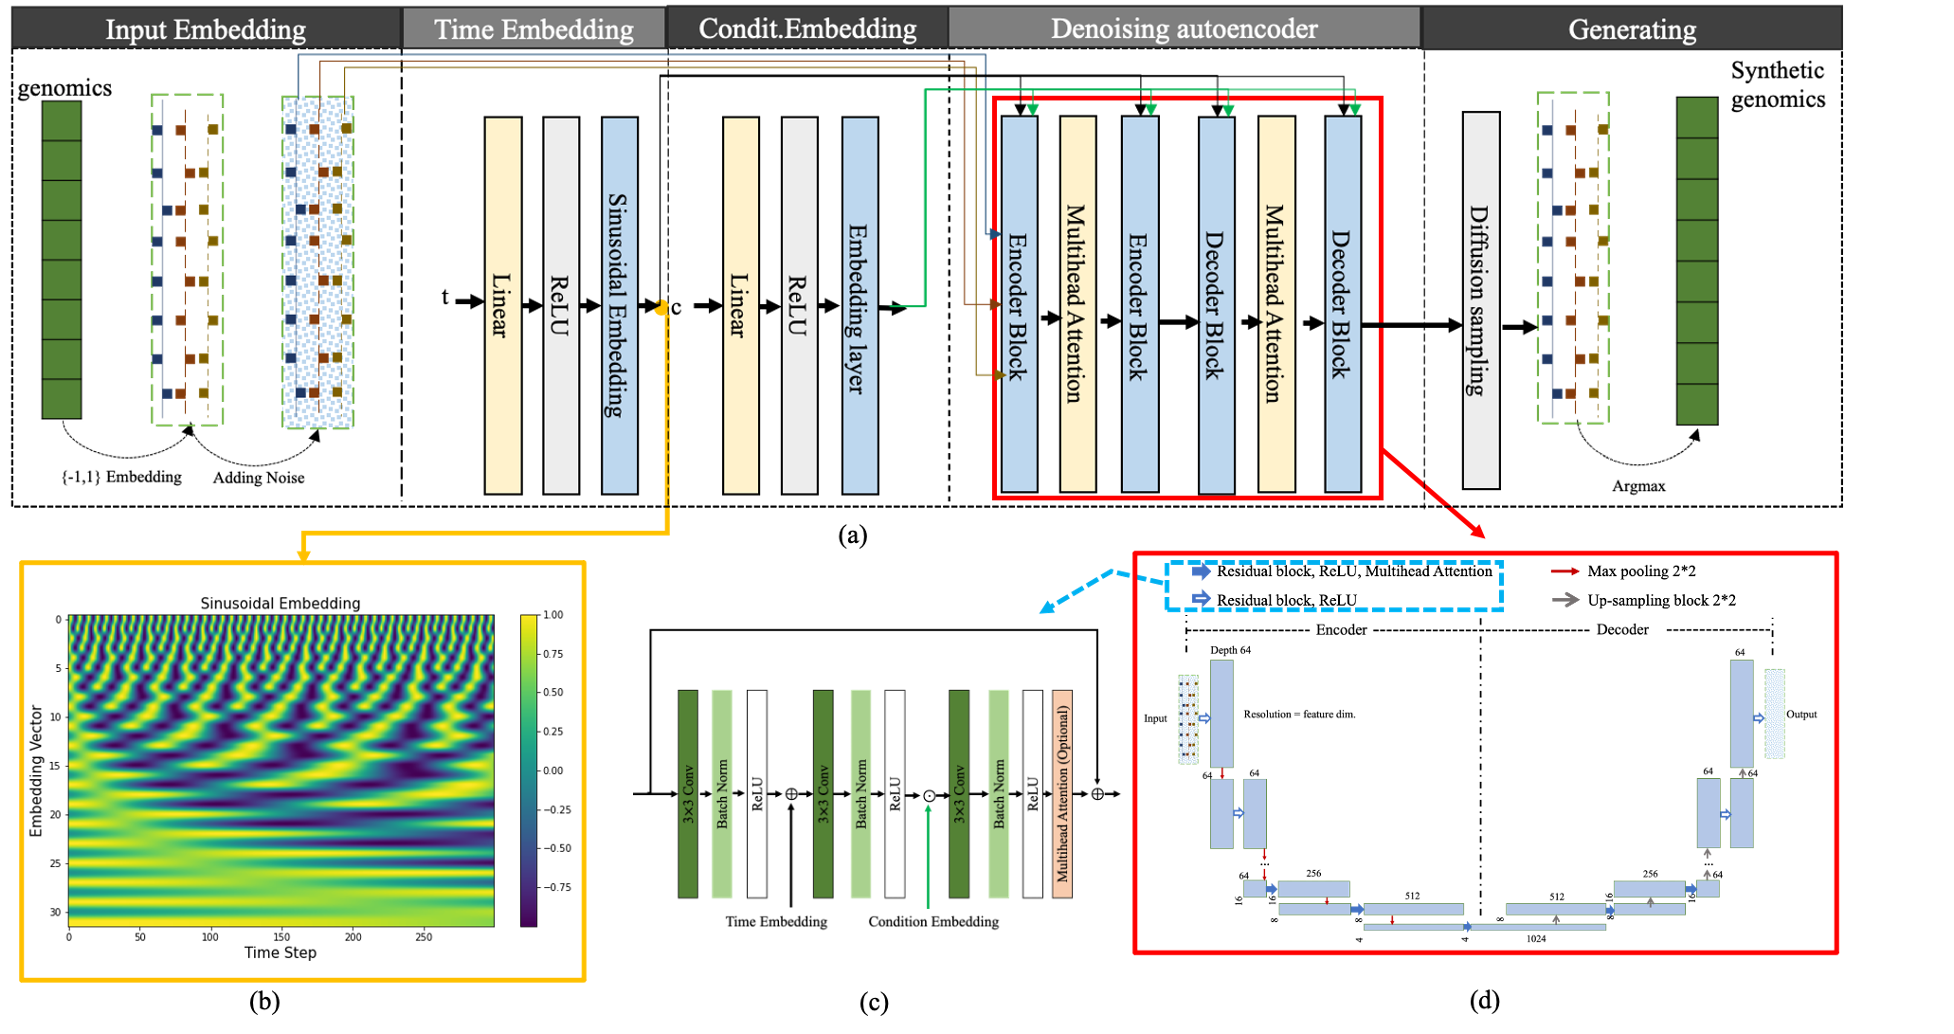 Input Embedding
Time Embedding
Condit.Embedding
Denoising autoencoder
Generating
genomics
{-1,1} Embedding
Adding Noise
t
Linear
ReLU
Sinusoidal Embedding
c
Linear
ReLU
Embedding layer
Encoder Block
Multihead Attention
Encoder Block
Decoder Block
Multihead Attention
Decoder Block
Diffusion sampling
Synthetic
genomics
Argmax
(a)
Sinusoidal Embedding
Embedding Vector
0
5
10
15
20
25
30
0
50
100
150
200
250
Time Step
1.00
0.75
0.50
0.25
0.00
−0.25
−0.50
−0.75
(b)
3×3 Conv
Batch Norm
ReLU
3×3 Conv
Batch Norm
ReLU
3×3 Conv
Batch Norm
ReLU
Multihead Attention (Optional)
Time Embedding
Condition Embedding
(c)
Residual block, ReLU, Multihead Attention
Residual block, ReLU
Max pooling 2*2
Up-sampling block 2*2
Encoder
Decoder
Depth 64
Input
Resolution = feature dim.
64
64
...
64
16
16
256
8
8
512
4
4
1024
8
512
8
16
256
16
64
...
64
64
64
Output
(d)